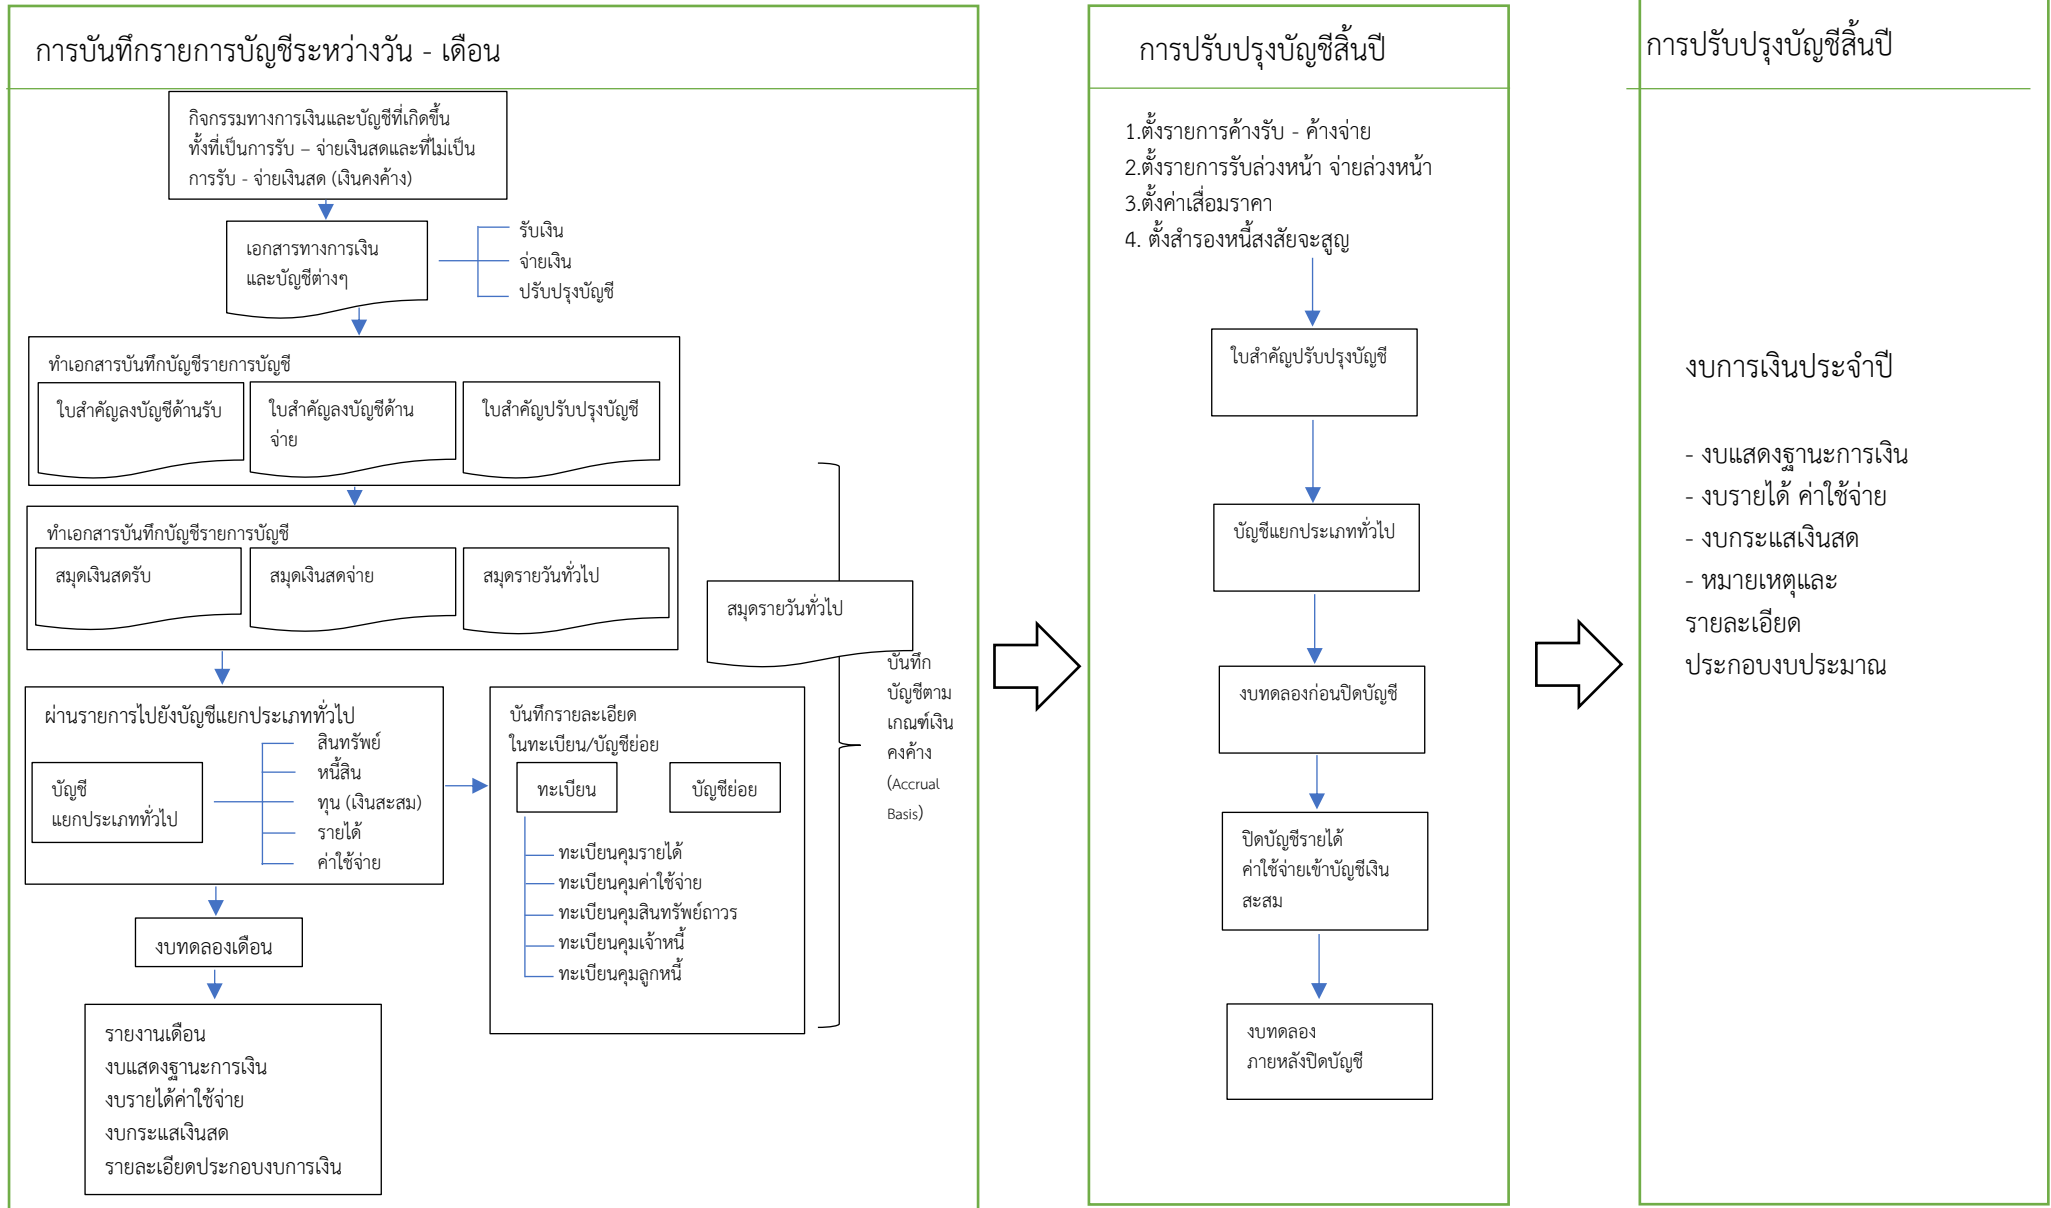 การบันทึกรายการบัญชีระหว่างวัน - เดือน
กิจกรรมทางการเงินและบัญชีที่เกิดขึ้น
ทั้งที่เป็นการรับ – จ่ายเงินสดและที่ไม่เป็น
การรับ - จ่ายเงินสด (เงินคงค้าง)
เอกสารทางการเงิน
และบัญชีต่างๆ
รับเงิน
จ่ายเงิน
ปรับปรุงบัญชี
ทำเอกสารบันทึกบัญชีรายการบัญชี
ใบสำคัญลงบัญชีด้านรับ
ใบสำคัญลงบัญชีด้าน
จ่าย
ใบสำคัญปรับปรุงบัญชี
ทำเอกสารบันทึกบัญชีรายการบัญชี
สมุดเงินสดรับ
สมุดเงินสดจ่าย
สมุดรายวันทั่วไป
สมุดรายวันทั่วไป
ผ่านรายการไปยังบัญชีแยกประเภททั่วไป
บัญชี
แยกประเภททั่วไป
สินทรัพย์
หนี้สิน
ทุน (เงินสะสม)
รายได้
ค่าใช้จ่าย
บันทึกรายละเอียด
ในทะเบียน/บัญชีย่อย
ทะเบียน
บัญชีย่อย
ทะเบียนคุมรายได้
ทะเบียนคุมค่าใช้จ่าย
ทะเบียนคุมสินทรัพย์ถาวร
ทะเบียนคุมเจ้าหนี้
ทะเบียนคุมลูกหนี้
บันทึก
บัญชีตาม
เกณฑ์เงิน
คงค้าง
(Accrual
Basis)
งบทดลองเดือน
รายงานเดือน
งบแสดงฐานะการเงิน
งบรายได้ค่าใช้จ่าย
งบกระแสเงินสด
รายละเอียดประกอบงบการเงิน
การปรับปรุงบัญชีสิ้นปี
1.ตั้งรายการค้างรับ - ค้างจ่าย
2.ตั้งรายการรับล่วงหน้า จ่ายล่วงหน้า
3.ตั้งค่าเสื่อมราคา
4. ตั้งสำรองหนี้สงสัยจะสูญ
ใบสำคัญปรับปรุงบัญชี
บัญชีแยกประเภททั่วไป
งบทดลองก่อนปิดบัญชี
ปิดบัญชีรายได้
ค่าใช้จ่ายเข้าบัญชีเงิน
สะสม
งบทดลอง
ภายหลังปิดบัญชี
การปรับปรุงบัญชีสิ้นปี
งบการเงินประจำปี
- งบแสดงฐานะการเงิน
- งบรายได้ ค่าใช้จ่าย
- งบกระแสเงินสด
- หมายเหตุและ
รายละเอียด
ประกอบงบประมาณ